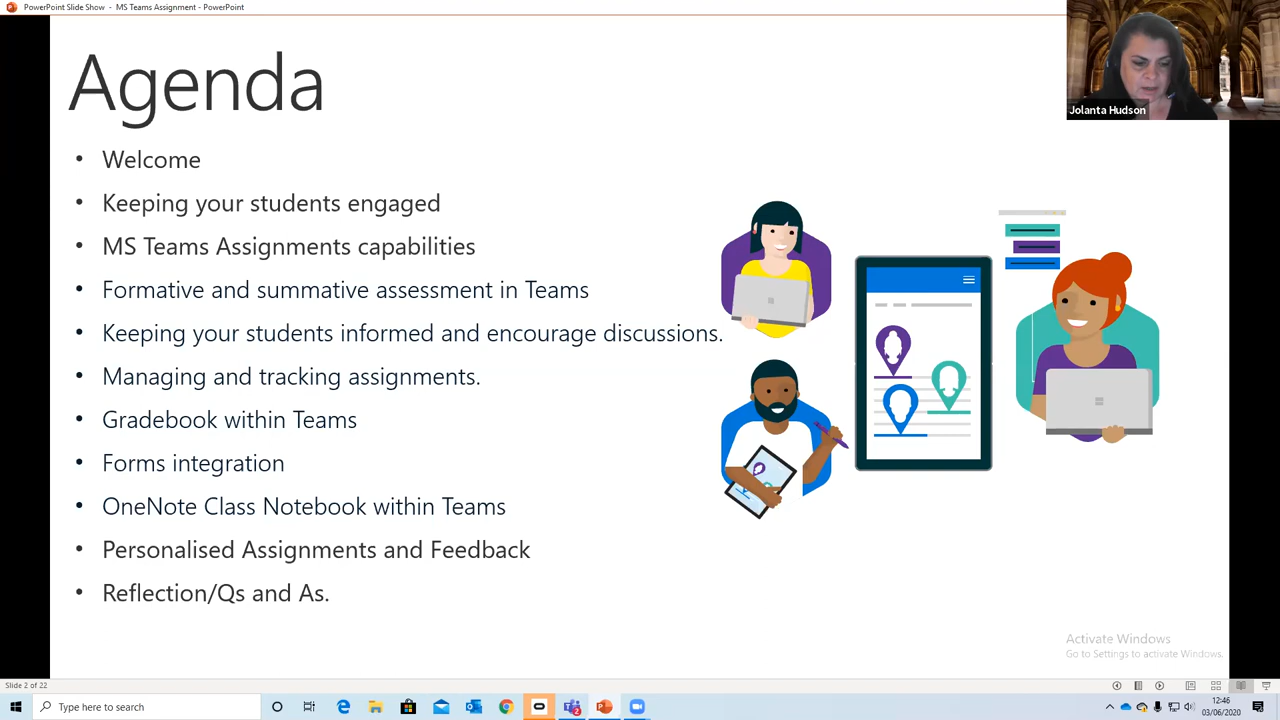 PowerPoint Slide Show - MS Teams Assignment - PowerPoint
Jolanta Hudson
Agenda
• Welcome
• Keeping your students engaged
• MS Teams Assignments capabilities
• Formative and summative assessment in Teams
• Keeping your students informed and encourage discussions.
• Managing and tracking assignments.
• Gradebook within Teams
• Forms integration
• OneNote Class Notebook within Teams
• Personalised Assignments and Feedback
• Reflection/Qs and As.
Activate Windows
Go to Settings to activate Windows.
Slide 2 of 22
Type here to search
2
12:46
03/06/2020